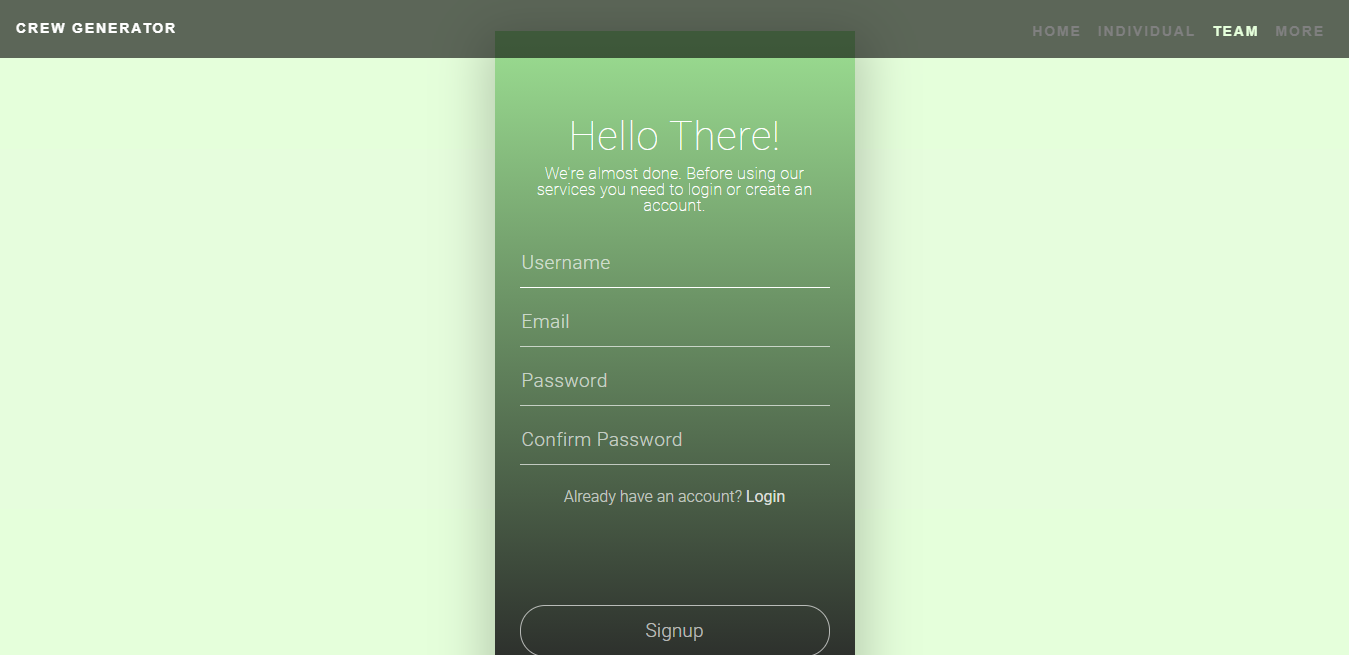 CREW GENERATOR
HOME INDIVIDUAL TEAM MORE
Hello There!
We're almost done. Before using our
services you need to login or create an
account.
Username
Email
Password
Confirm Password
Already have an account? Login
Signup